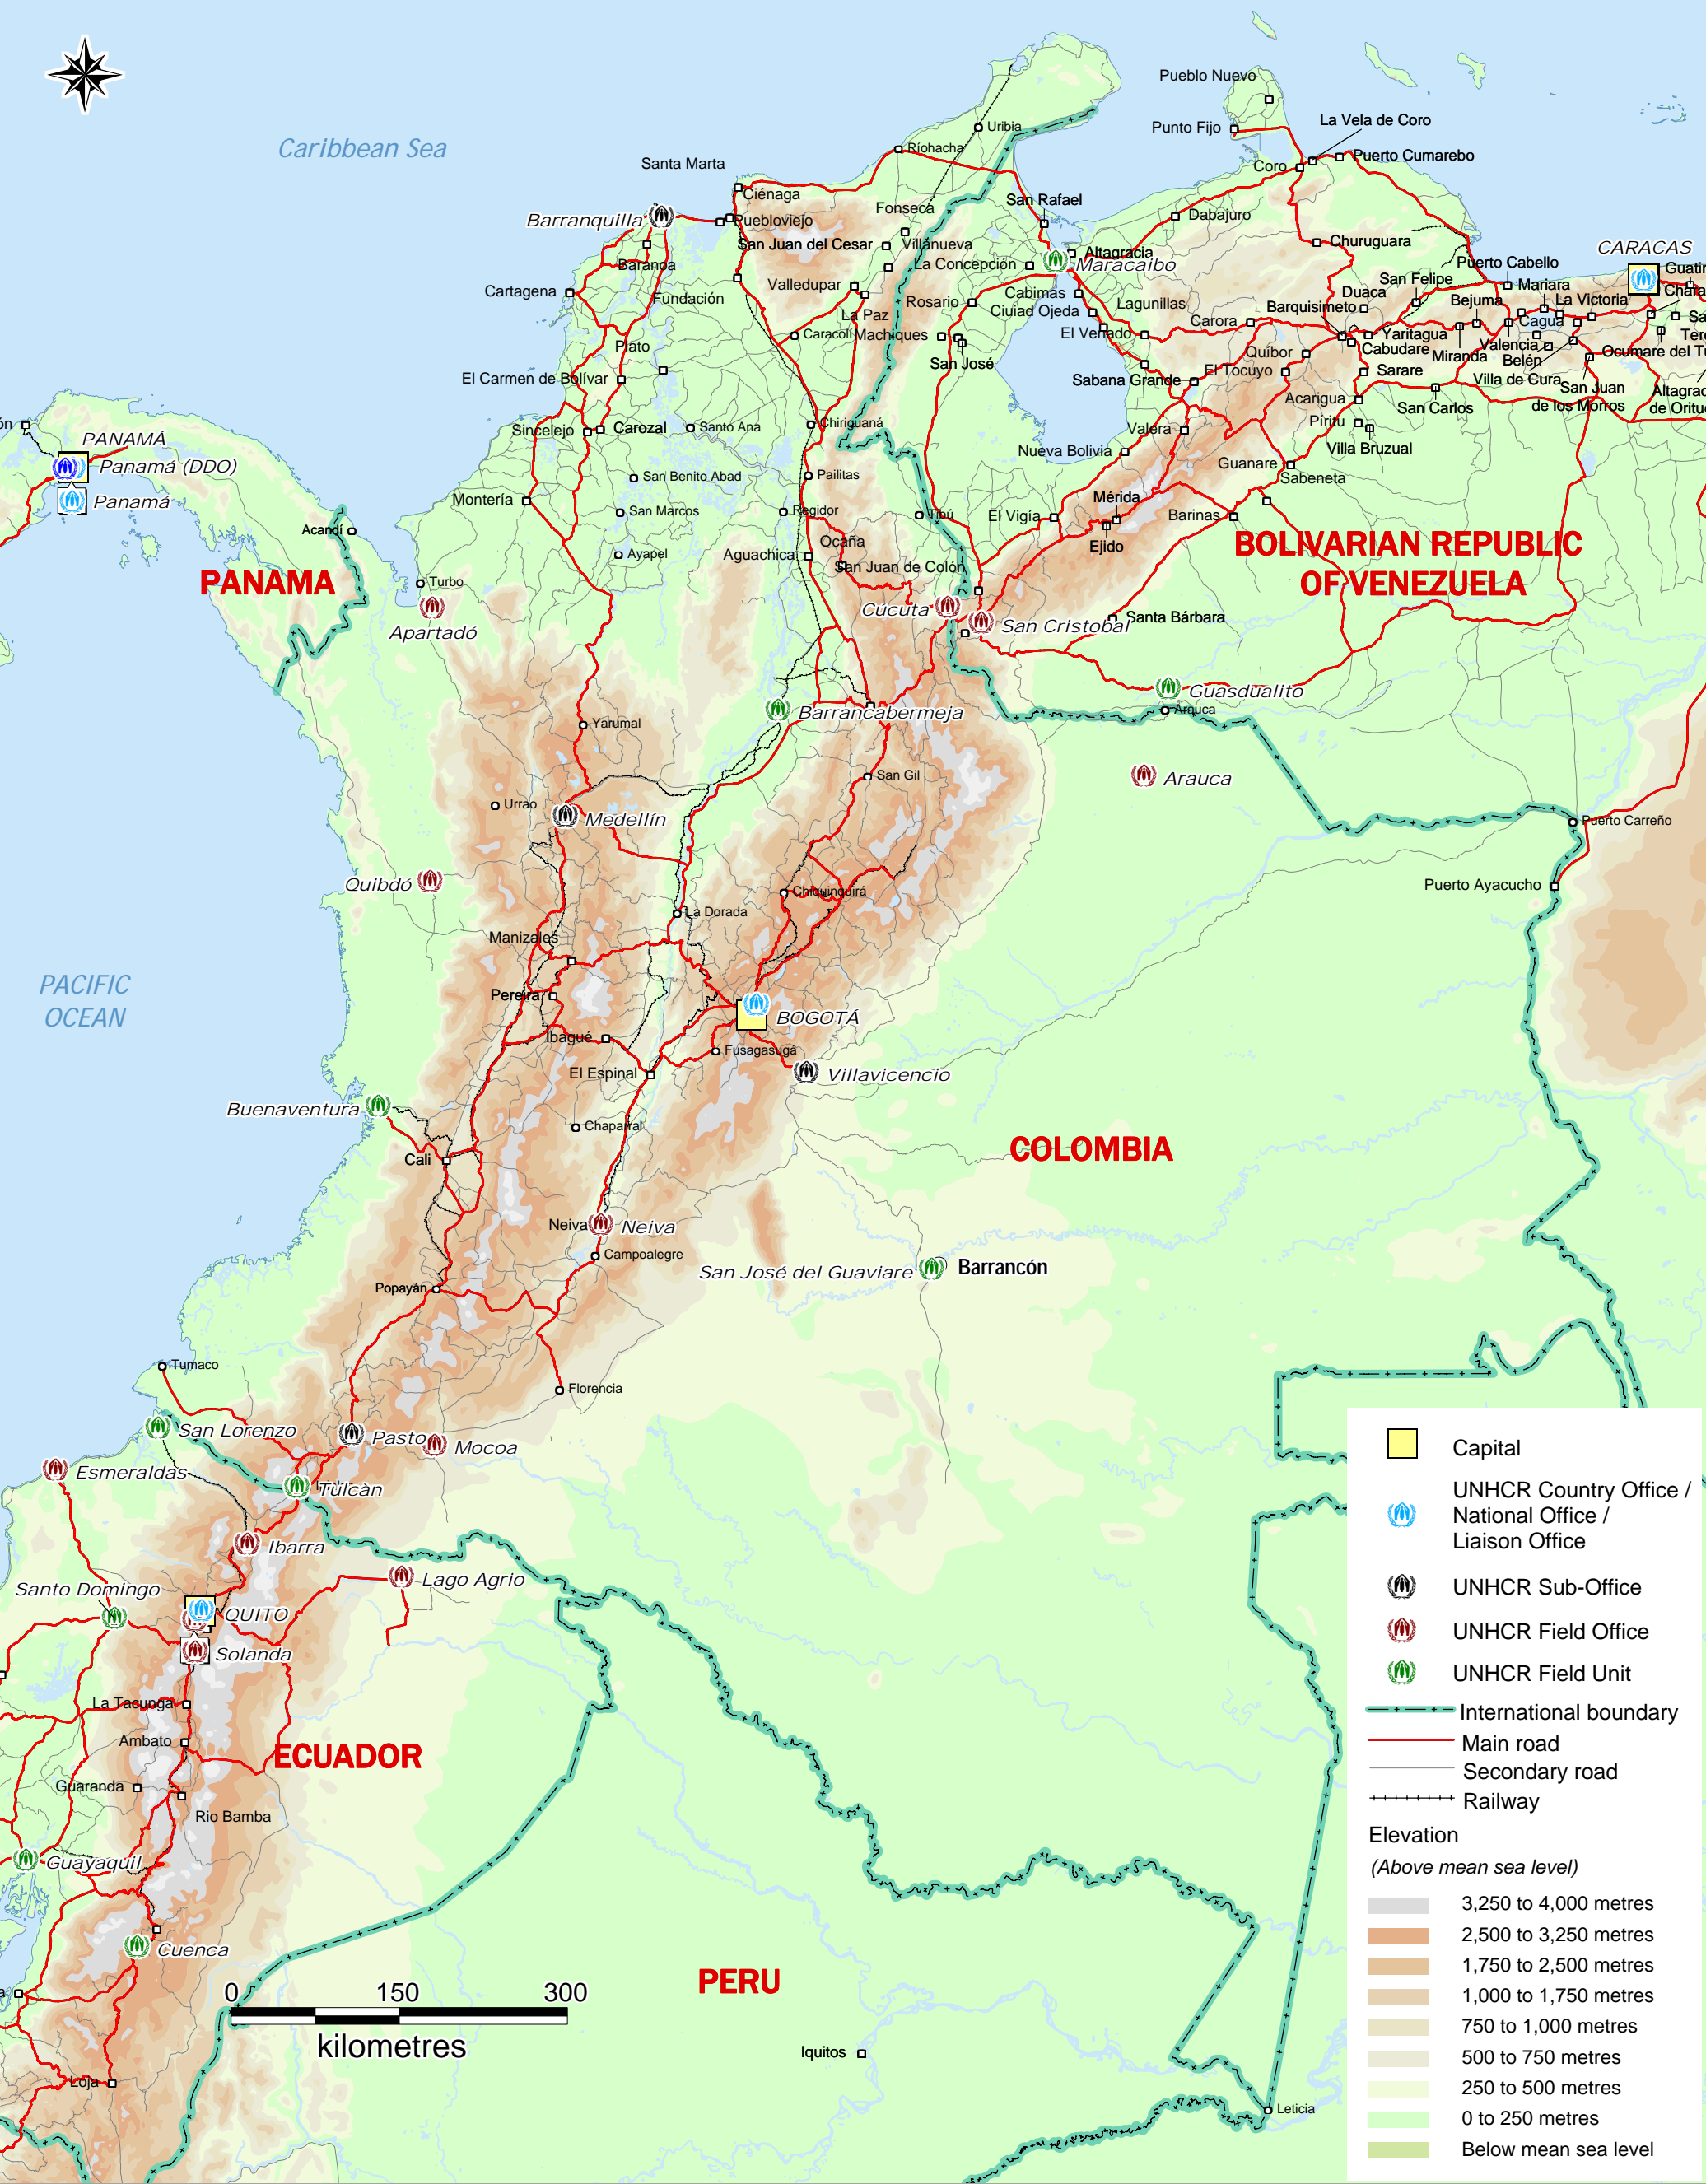 Pueblo Nuevo
La Vela de Coro
Punto Fijo
Uribia
Caribbean Sea
Ríohacha
Puerto Cumarebo
Santa Marta
Coro
Ciénaga
San Rafael
Fonseca
Dabajuro
Barranquilla
Puebloviejo
San Juan del Cesar
Villanueva
Altagracia
Churuguara
CARACAS
Baranoa
La Concepción
Maracaibo
Puerto Cabello
San Felipe
Mariara
Cartagena
Fundación
Valledupar
Rosario
Cabimas
Lagunillas
Duaca
Bejuma
La Victoria
Barquisimeto
Ciuiad Ojeda
La Paz
Carora
Cagua
Caracolí
Machiques
El Venado
Yaritagua
Valencia
Plato
San José
Quíbor
Cabudare
Miranda
Belén
El Carmen de Bolívar
Sabana Grande
El Tocuyo
Sarare
Villa de Cura
San Juan
de los Morros
Acarigua
San Carlos
Sincelejo
Carozal
Santo Ana
Chiriguaná
Valera
Píritu
Villa Bruzual
PANAMÁ
Panamá (DDO)
Panamá
Nueva Bolivia
Guanare
Sabeneta
San Benito Abad
Pailitas
Montería
San Marcos
Regidor
Tibú
El Vigía
Mérida
Barinas
Acandí
Ayapel
Aguachica
Ocaña
Ejido
BOLIVARIAN REPUBLIC
OF VENEZUELA
San Juan de Colón
PANAMA
Turbo
Apartadó
Cúcuta
San Cristobal
Santa Bárbara
Guasdualito
Arauca
Barrancabermeja
Yarumal
San Gil
Arauca
Urrao
Medellín
Puerto Carreño
Quibdó
Chiquinquirá
Puerto Ayacucho
La Dorada
Manizales
PACIFIC
OCEAN
Pereira
BOGOTÁ
Ibagué
Fusagasugá
El Espinal
Villavicencio
Buenaventura
Chaparral
Cali
COLOMBIA
Neiva
Neiva
Campoalegre
San José del Guaviare
Barrancón
Popayán
Tumaco
Florencia
San Lorenzo
Pasto
Mocoa
Esmeraldas
Tulcàn
Ibarra
Lago Agrio
Santo Domingo
QUITO
Solanda
La Tacunga
Ambato
ECUADOR
Guaranda
Rio Bamba
Guayaquil
Cuenca
PERU
0 150 300
kilometres
Iquitos
Loja
Leticia
Capital
UNHCR Country Office /
National Office /
Liaison Office
UNHCR Sub-Office
UNHCR Field Office
UNHCR Field Unit
International boundary
Main road
Secondary road
Railway
Elevation
(Above mean sea level)
3,250 to 4,000 metres
2,500 to 3,250 metres
1,750 to 2,500 metres
1,000 to 1,750 metres
750 to 1,000 metres
500 to 750 metres
250 to 500 metres
0 to 250 metres
Below mean sea level